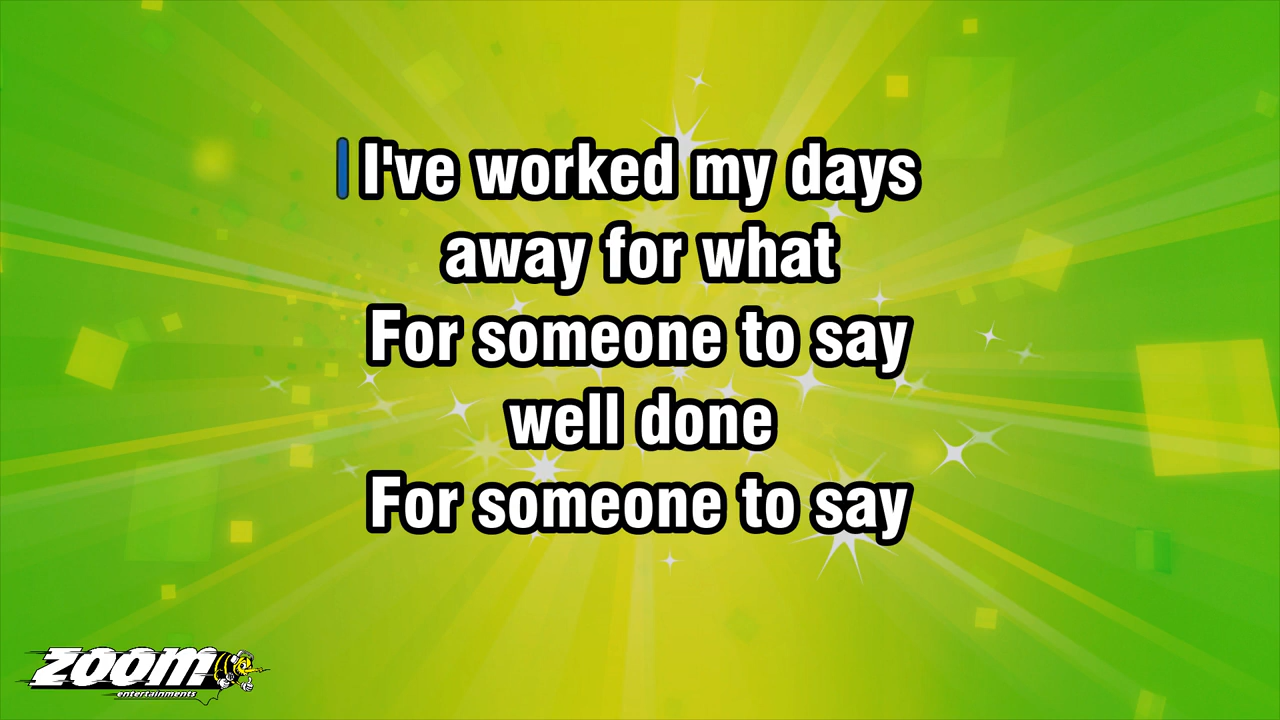 I've worked my days
away for what
For someone to say
well done
For someone to say
zoom
entertainments